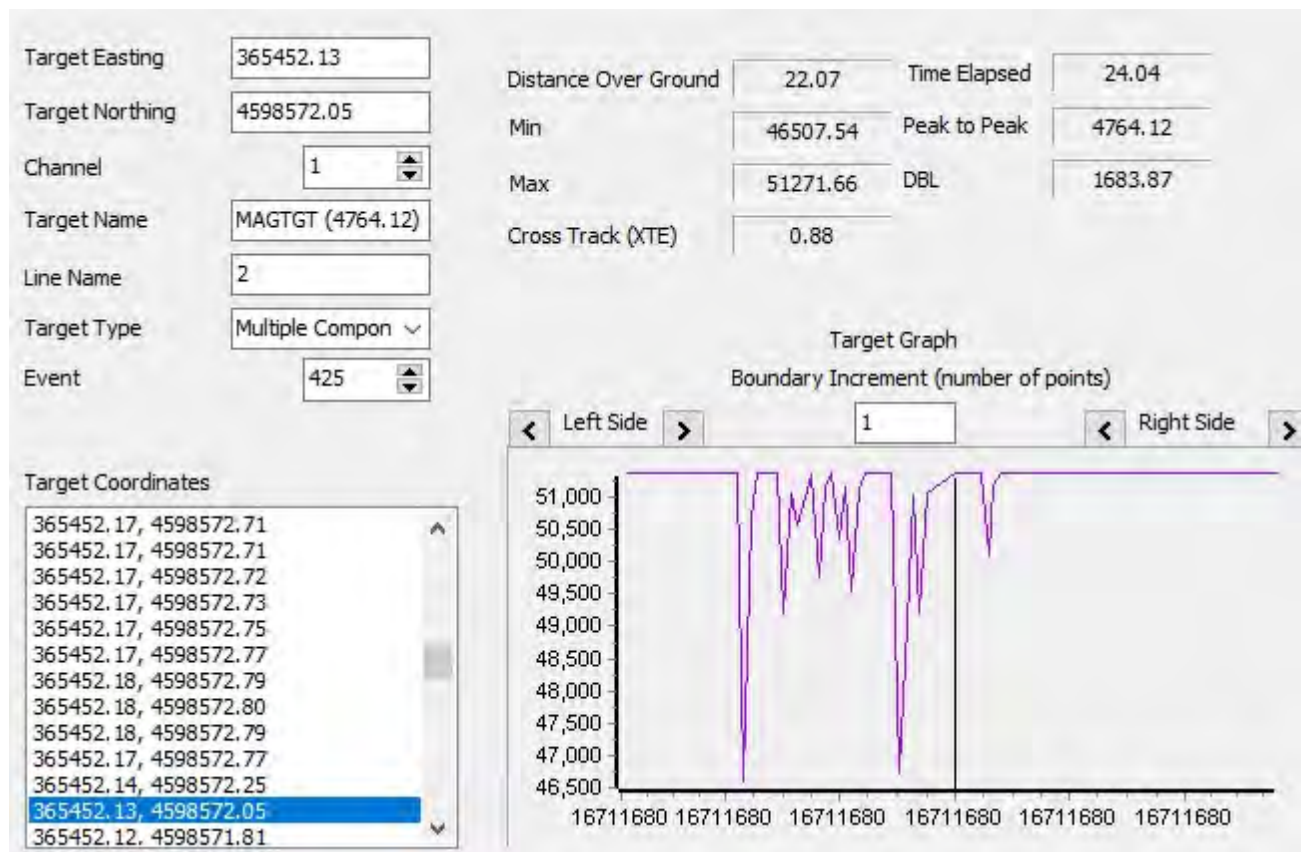 Target Easting 365452.13
Target Northing 4598572.05
Channel 1
Target Name MAGTGT (4764.12)
Line Name 2
Target Type Multiple Compon
Event 425
Distance Over Ground 22.07 Time Elapsed 24.04
Min 46507.54 Peak to Peak 4764.12
Max 51271.66 DBL 1683.87
Cross Track (XTE) 0.88
Target Graph
Boundary Increment (number of points)
Left Side 1 Right Side
Target Coordinates
365452.17, 4598572.71
365452.17, 4598572.71
365452.17, 4598572.72
365452.17, 4598572.73
365452.17, 4598572.75
365452.17, 4598572.77
365452.18, 4598572.79
365452.18, 4598572.80
365452.18, 4598572.79
365452.17, 4598572.77
365452.14, 4598572.25
365452.13, 4598572.05
365452.12, 4598571.81
51,000
50,500
50,000
49,500
49,000
48,500
48,000
47,500
47,000
46,500
16711680 16711680 16711680 16711680 16711680 16711680